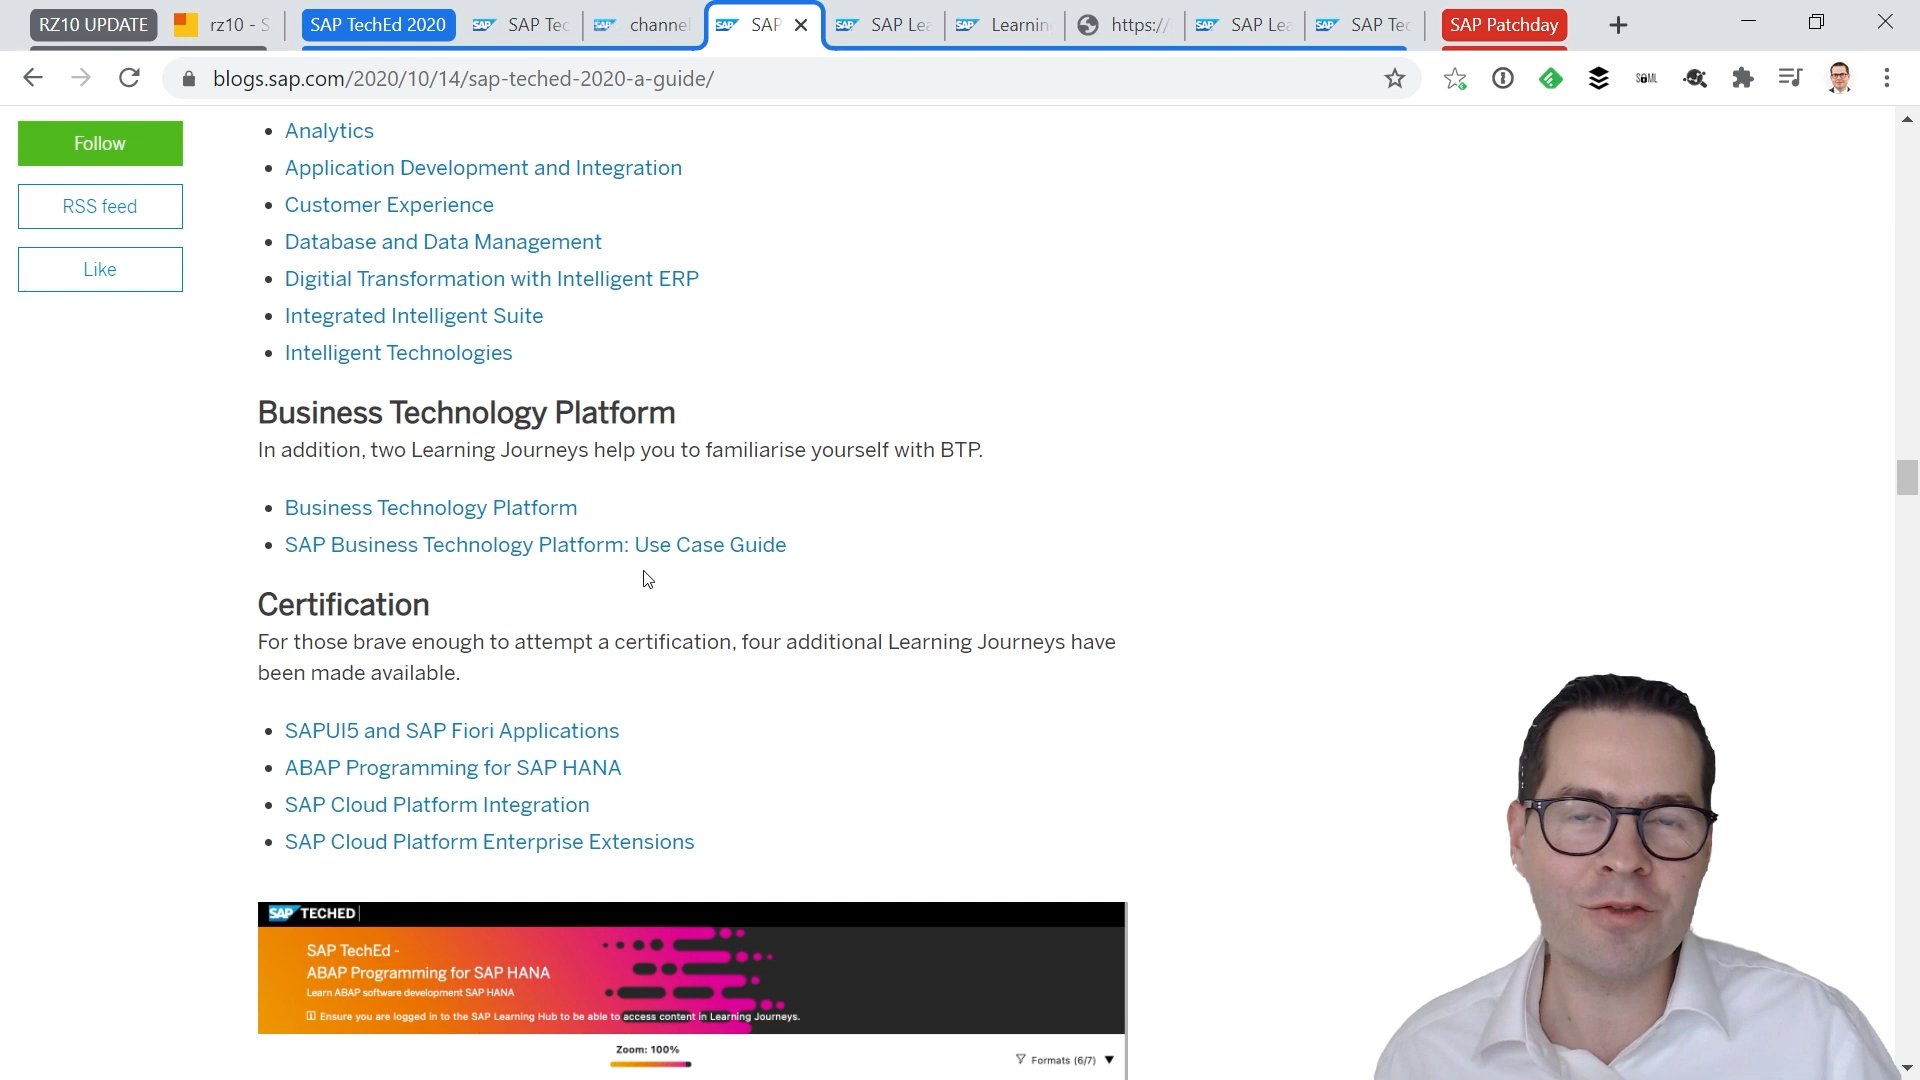 RZ10 UPDATE
rz10 - S
SAP TechEd 2020
SAP SAP Tec
SAP channel
SAP SAP
SAP SAP Lea
SAP Learnin
https://
SAP SAP Lea
SAP SAP Tec
SAP Patchday
blogs.sap.com/2020/10/14/sap-teched-2020-a-guide/
Follow
RSS feed
Like
Analytics
Application Development and Integration
Customer Experience
Database and Data Management
Digitial Transformation with Intelligent ERP
Integrated Intelligent Suite
Intelligent Technologies
Business Technology Platform
In addition, two Learning Journeys help you to familiarise yourself with BTP.
Business Technology Platform
SAP Business Technology Platform: Use Case Guide
Certification
For those brave enough to attempt a certification, four additional Learning Journeys have
been made available.
SAPUI5 and SAP Fiori Applications
ABAP Programming for SAP HANA
SAP Cloud Platform Integration
SAP Cloud Platform Enterprise Extensions
SAP TECHED
SAP TechEd -
ABAP Programming for SAP HANA
Learn ABAP software development SAP HANA
Ensure you are logged in to the SAP Learning Hub to be able to access content in Learning Journeys.
Zoom: 100%
Formats (6/7)